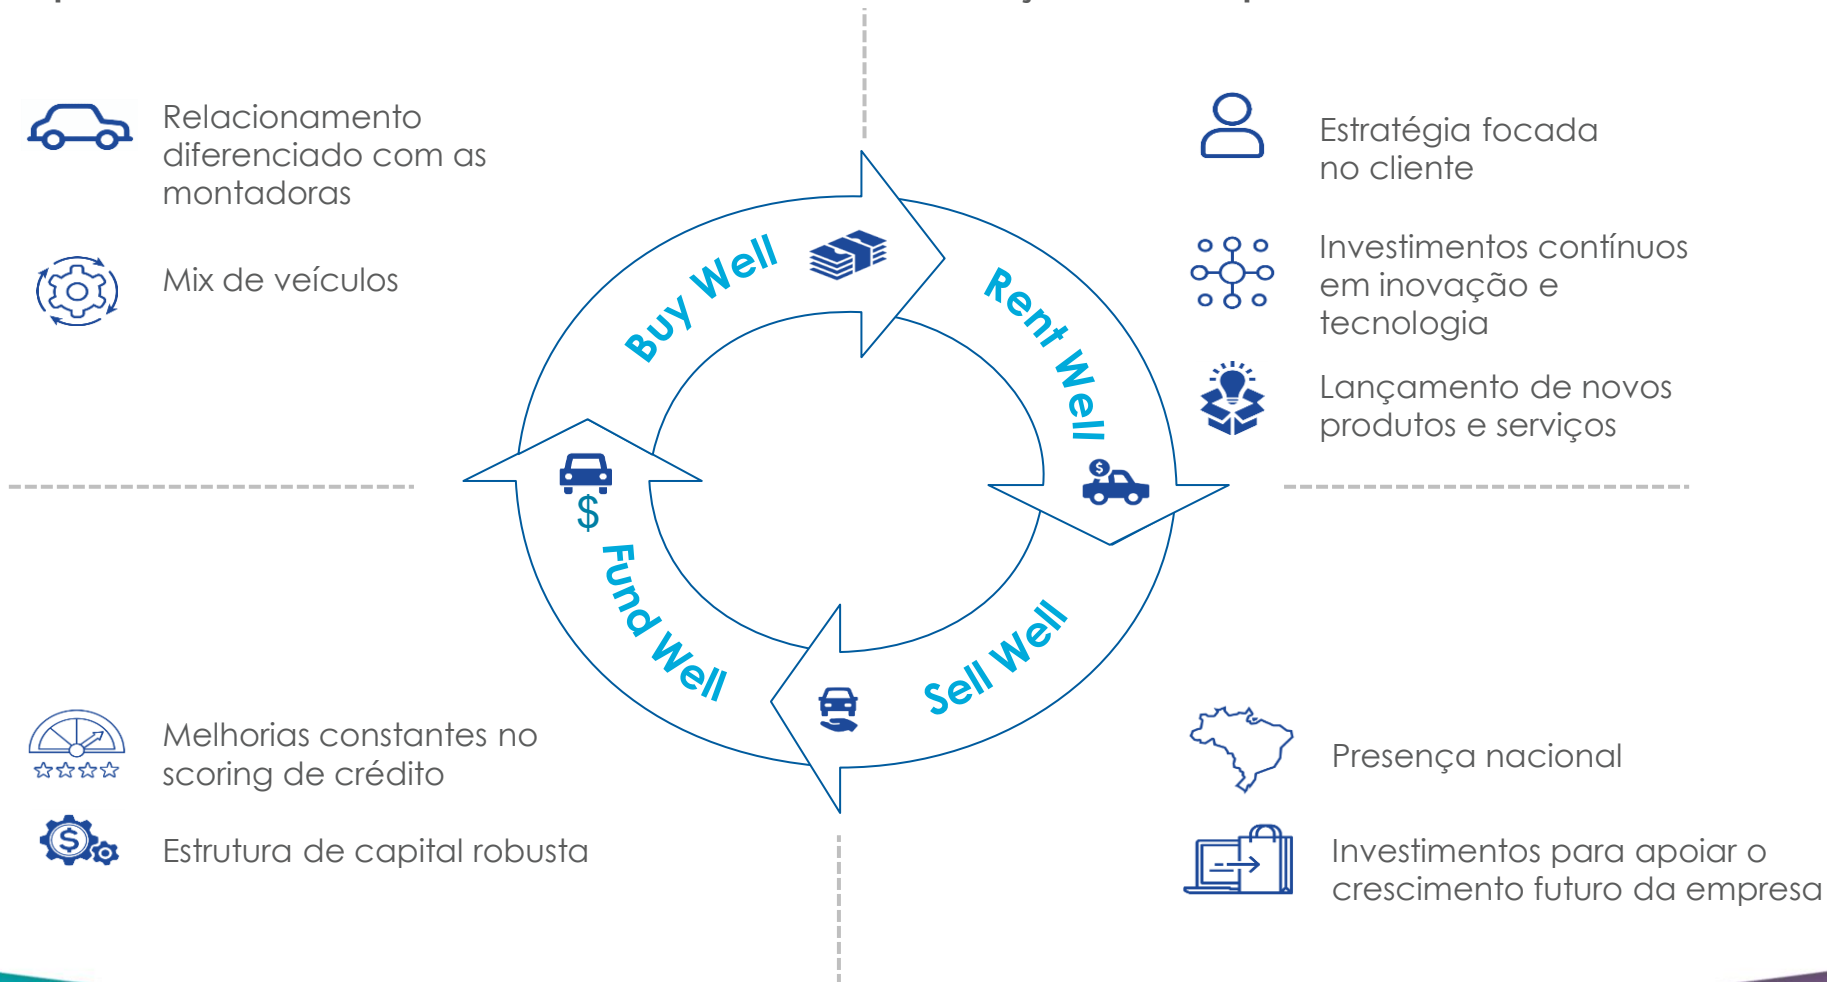 Relacionamento
diferenciado com as
montadoras
Mix de veículos
Estratégia focada
no cliente
Investimentos contínuos
em inovação e
tecnologia
Lançamento de novos
produtos e serviços
Buy Well
Rent Well
$
$
Fund Well
Sell Well
Melhorias constantes no
scoring de crédito
$
Estrutura de capital robusta
Presença nacional
Investimentos para apoiar o
crescimento futuro da empresa